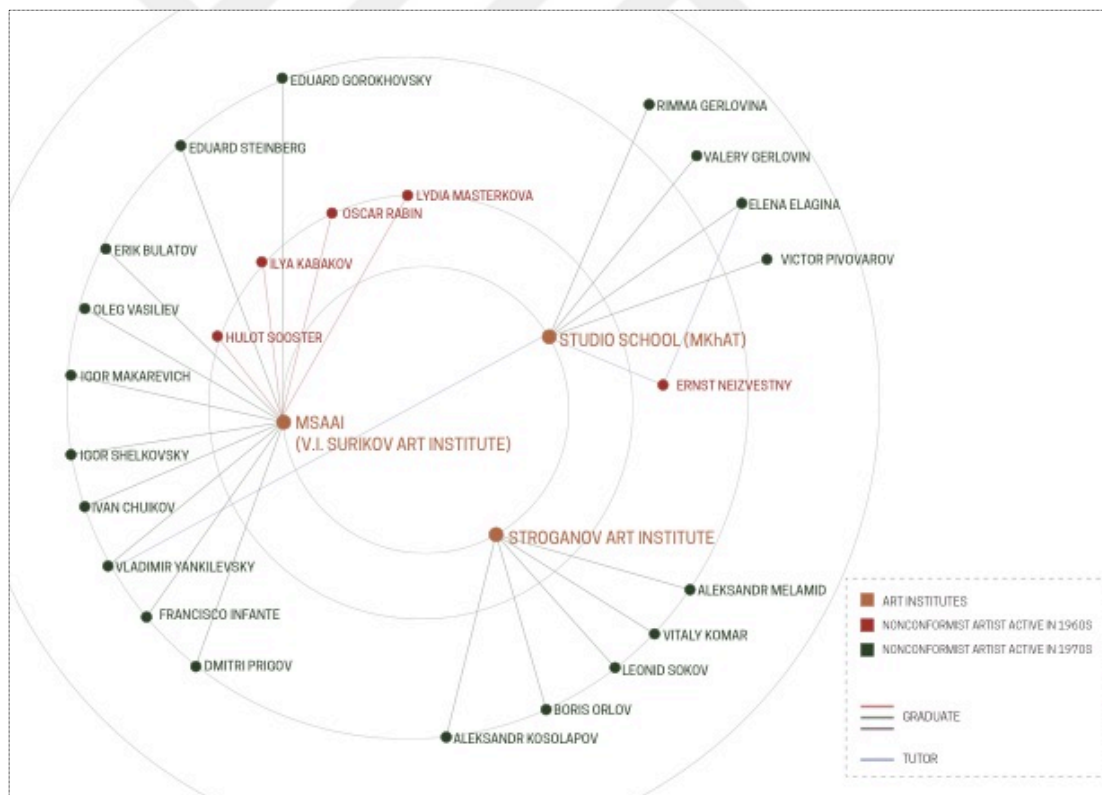 EDUARD GOROKHOVSKY
RIMMA GERLOVINA
EDUARD STEINBERG
VALERY GERLOVIN
LYDIA MASTERKOVA
ELENA ELAGINA
OSCAR RABIN
ERIK BULATOV
ILYA KABAKOV
VICTOR PIVOVAROV
OLEG VASILIEV
HULOT SOOSTER
STUDIO SCHOOL (MKhAT)
IGOR MAKAREVICH
ERNST NEIZVESTNY
MSAAI
(V.I. SURIKOV ART INSTITUTE)
IGOR SHELKOVSKY
IVAN CHUIKOV
STROGANOV ART INSTITUTE
VLADIMIR YANKILEVSKY
ALEKSANDR MELAMID
FRANCISCO INFANTE
VITALY KOMAR
DMITRI PRIGOV
LEONID SOKOV
BORIS ORLOV
ALEKSANDR KOSOLAPOV
ART INSTITUTES
NONCONFORMIST ARTIST ACTIVE IN 1960S
NONCONFORMIST ARTIST ACTIVE IN 1970S
GRADUATE
TUTOR